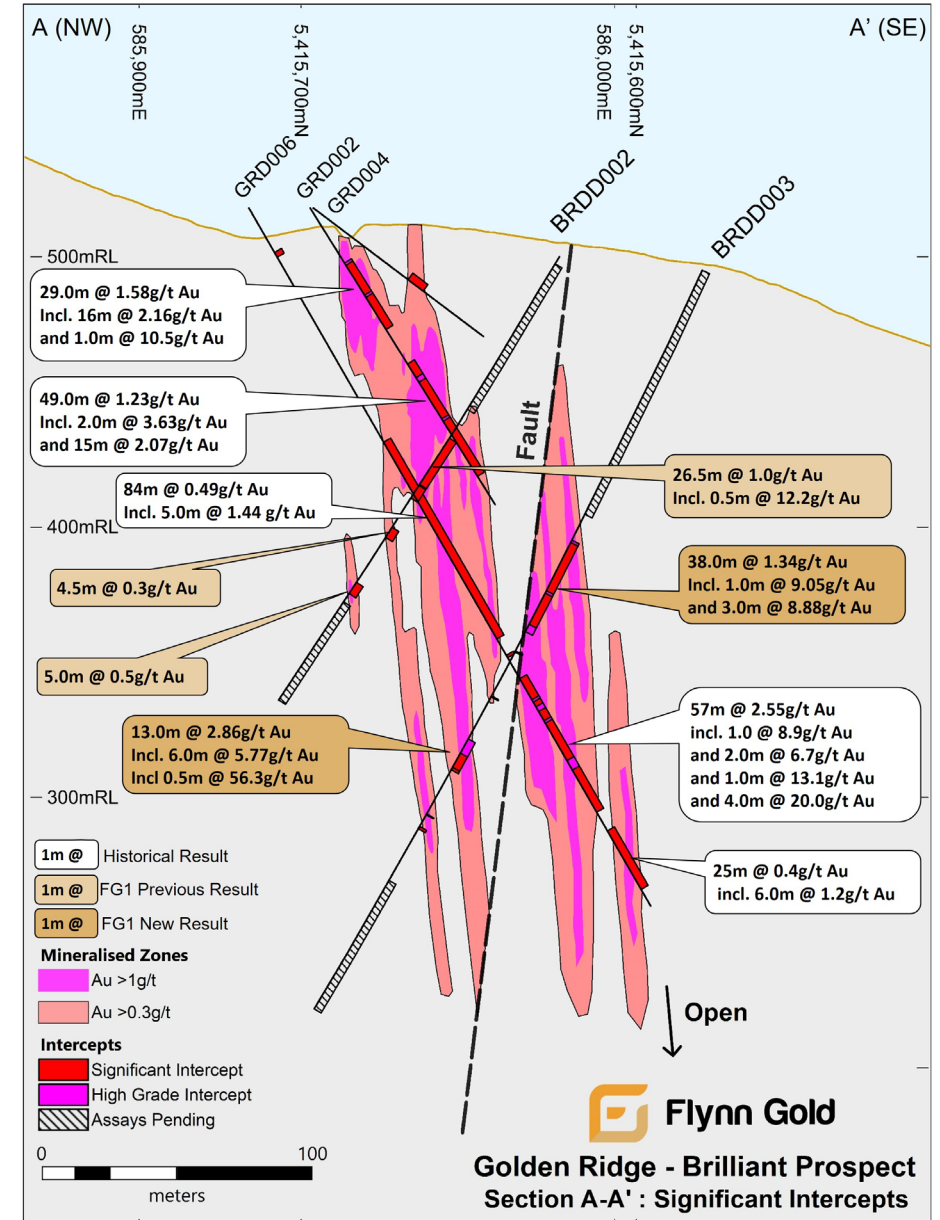 A (NW)
A' (SE)
585,900mE
5,415,700mN
586,000mE
5,415,600mN
GRD006
GRD002
GRD004
BRDD002
BRDD003
500mRL
29.0m @ 1.58g/t Au
Incl. 16m @ 2.16g/t Au
and 1.0m @ 10.5g/t Au
49.0m @ 1.23g/t Au
Incl. 2.0m @ 3.63g/t Au
and 15m @ 2.07g/t Au
Fault
84m @ 0.49g/t Au
Incl. 5.0m @ 1.44 g/t Au
26.5m @ 1.0g/t Au
Incl. 0.5m @ 12.2g/t Au
400mRL
4.5m @ 0.3g/t Au
38.0m @ 1.34g/t Au
Incl. 1.0m @ 9.05g/t Au
and 3.0m @ 8.88g/t Au
5.0m @ 0.5g/t Au
13.0m @ 2.86g/t Au
Incl. 6.0m @ 5.77g/t Au
Incl 0.5m @ 56.3g/t Au
57m @ 2.55g/t Au
incl. 1.0 @ 8.9g/t Au
and 2.0m @ 6.7g/t Au
and 1.0m @ 13.1g/t Au
and 4.0m @ 20.0g/t Au
300mRL
25m @ 0.4g/t Au
incl. 6.0m @ 1.2g/t Au
1m @ Historical Result
1m @ FG1 Previous Result
1m @ FG1 New Result
Mineralised Zones
Au >1g/t
Au >0.3g/t
Intercepts
Significant Intercept
High Grade Intercept
Assays Pending
0 100
meters
Open
Flynn Gold
Golden Ridge - Brilliant Prospect
Section A-A' : Significant Intercepts